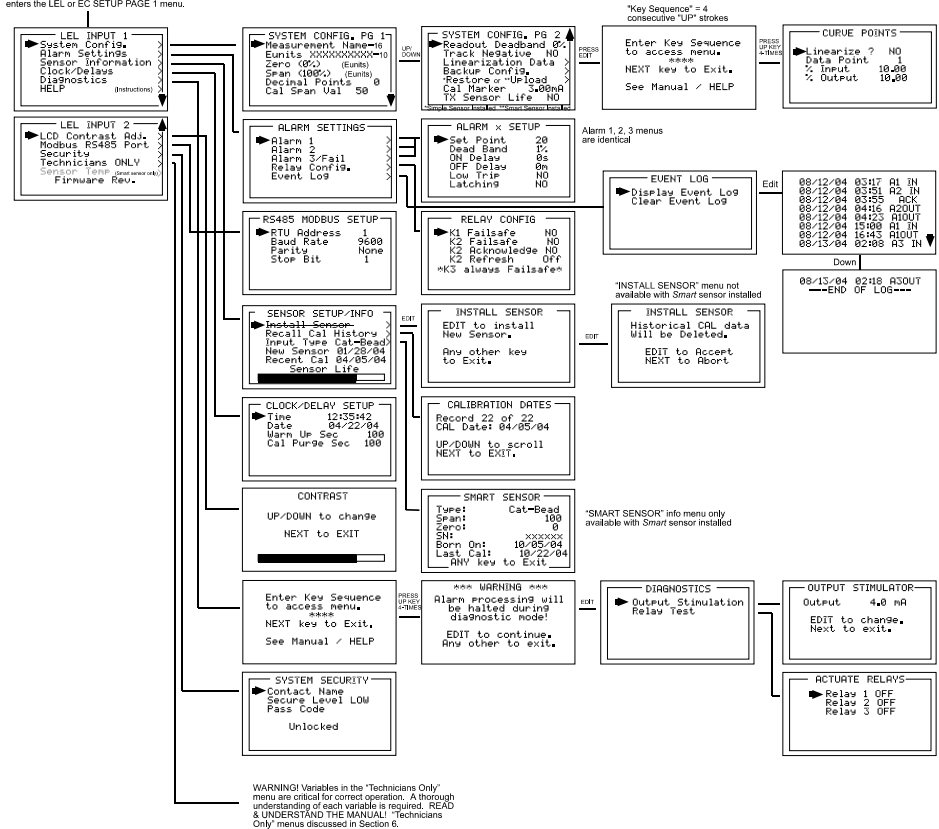 enters the LEL or EC SETUP PAGE 1 menu.
LEL INPUT 1
System Config.
Alarm Settings
Sensor Information
Clock/Delays
Diagnostics
HELP (Instructions)
LEL INPUT 2
LCD Contrast Adj.
Modbus RS485 Port
Security
Technicians ONLY
Sensor Temp (Smart sensor only)
Firmware Rev.
SYSTEM CONFIG. PG 1
Measurement Name-16
Eunits XXXXXXXXXX-10
Zero (0%) (Eunits)
Span (100%) (Eunits)
Decimal Points 0
Cal Span Val 50
UP/
DOWN
SYSTEM CONFIG. PG 2
Readout Deadband 0%
Track Negative NO
Linearization Data
Backup Config.
*Restore or **Upload
Cal Marker 3.00mA
TX Sensor Life NO
*Simple Sensor Installed **Smart Sensor Installed
PRESS
EDIT
"Key Sequence" = 4
consecutive "UP" strokes
Enter Key Sequence
to access menu.
****
NEXT key to Exit.
See Manual / HELP
PRESS
UP KEY
4-TIMES
CURVE POINTS
Linearize ? NO
Data Point 1
% Input 10.00
% Output 10.00
ALARM SETTINGS
Alarm 1
Alarm 2
Alarm 3/Fail
Relay Config.
Event Log
ALARM x SETUP
Set Point 20
Dead Band 1%
ON Delay 0s
OFF Delay 0m
Low Trip NO
Latching NO
Alarm 1, 2, 3 menus
are identical
EVENT LOG
Display Event Log
Clear Event Log
Edit
08/12/04 03:17 A1 IN
08/12/04 03:51 A2 IN
08/12/04 03:55 ACK
08/12/04 04:16 A2OUT
08/12/04 04:23 A1OUT
08/12/04 15:00 A1 IN
08/12/04 16:43 A1OUT
08/13/04 02:08 A3 IN
Down
08/13/04 02:18 A3OUT
----END OF LOG---
RS485 MODBUS SETUP
RTU Address 1
Baud Rate 9600
Parity None
Stop Bit 1
RELAY CONFIG
K1 Failsafe NO
K2 Failsafe NO
K2 Acknowledge NO
K2 Refresh Off
*K3 always Failsafe*
SENSOR SETUP/INFO
Install Sensor
Recall Cal History
Input Type Cat-Bead
New Sensor 01/28/04
Recent Cal 04/05/04
Sensor Life
EDIT
INSTALL SENSOR
EDIT to install
New Sensor.
Any other key
to Exit.
EDIT
"INSTALL SENSOR" menu not
available with Smart sensor installed
INSTALL SENSOR
Historical CAL data
Will be Deleted.
EDIT to Accept
NEXT to Abort
CLOCK/DELAY SETUP
Time 12:35:42
Date 04/22/04
Warm Up Sec 100
Cal Purge Sec 100
CALIBRATION DATES
Record 22 of 22
CAL Date: 04/05/04
UP/DOWN to scroll
NEXT to EXIT.
CONTRAST
UP/DOWN to change
NEXT to EXIT
SMART SENSOR
Type: Cat-Bead
Span: 100
Zero: 0
SN: xxxxxx
Born On: 10/05/04
Last Cal: 10/22/04
ANY key to Exit
"SMART SENSOR" info menu only
available with Smart sensor installed
Enter Key Sequence
to access menu.
****
NEXT key to Exit.
See Manual / HELP
PRESS
UP KEY
4-TIMES
*** WARNING ***
Alarm processing will
be halted during
diagnostic mode!
EDIT to continue.
Any other to exit.
EDIT
DIAGNOSTICS
Output Stimulation
Relay Test
OUTPUT STIMULATOR
Output 4.0 mA
EDIT to change.
Next to exit.
ACTUATE RELAYS
Relay 1 OFF
Relay 2 OFF
Relay 3 OFF
SYSTEM SECURITY
Contact Name
Secure Level LOW
Pass Code
Unlocked
WARNING! Variables in the "Technicians Only"
menu are critical for correct operation. A thorough
understanding of each variable is required. READ
& UNDERSTAND THE MANUAL! "Technicians
Only" menus discussed in Section 6.